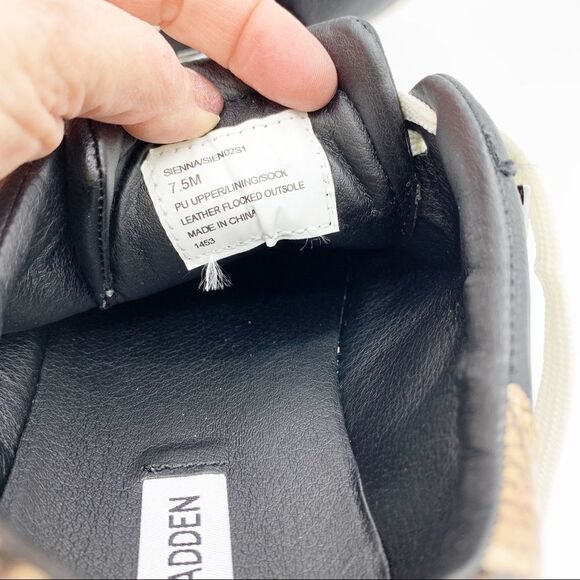 SIENNA/SIEN02S1
7.5M
PU UPPER/LINING/SOCK
LEATHER FLOCKED OUTSOLE
MADE IN CHINA
1453
ADDEN